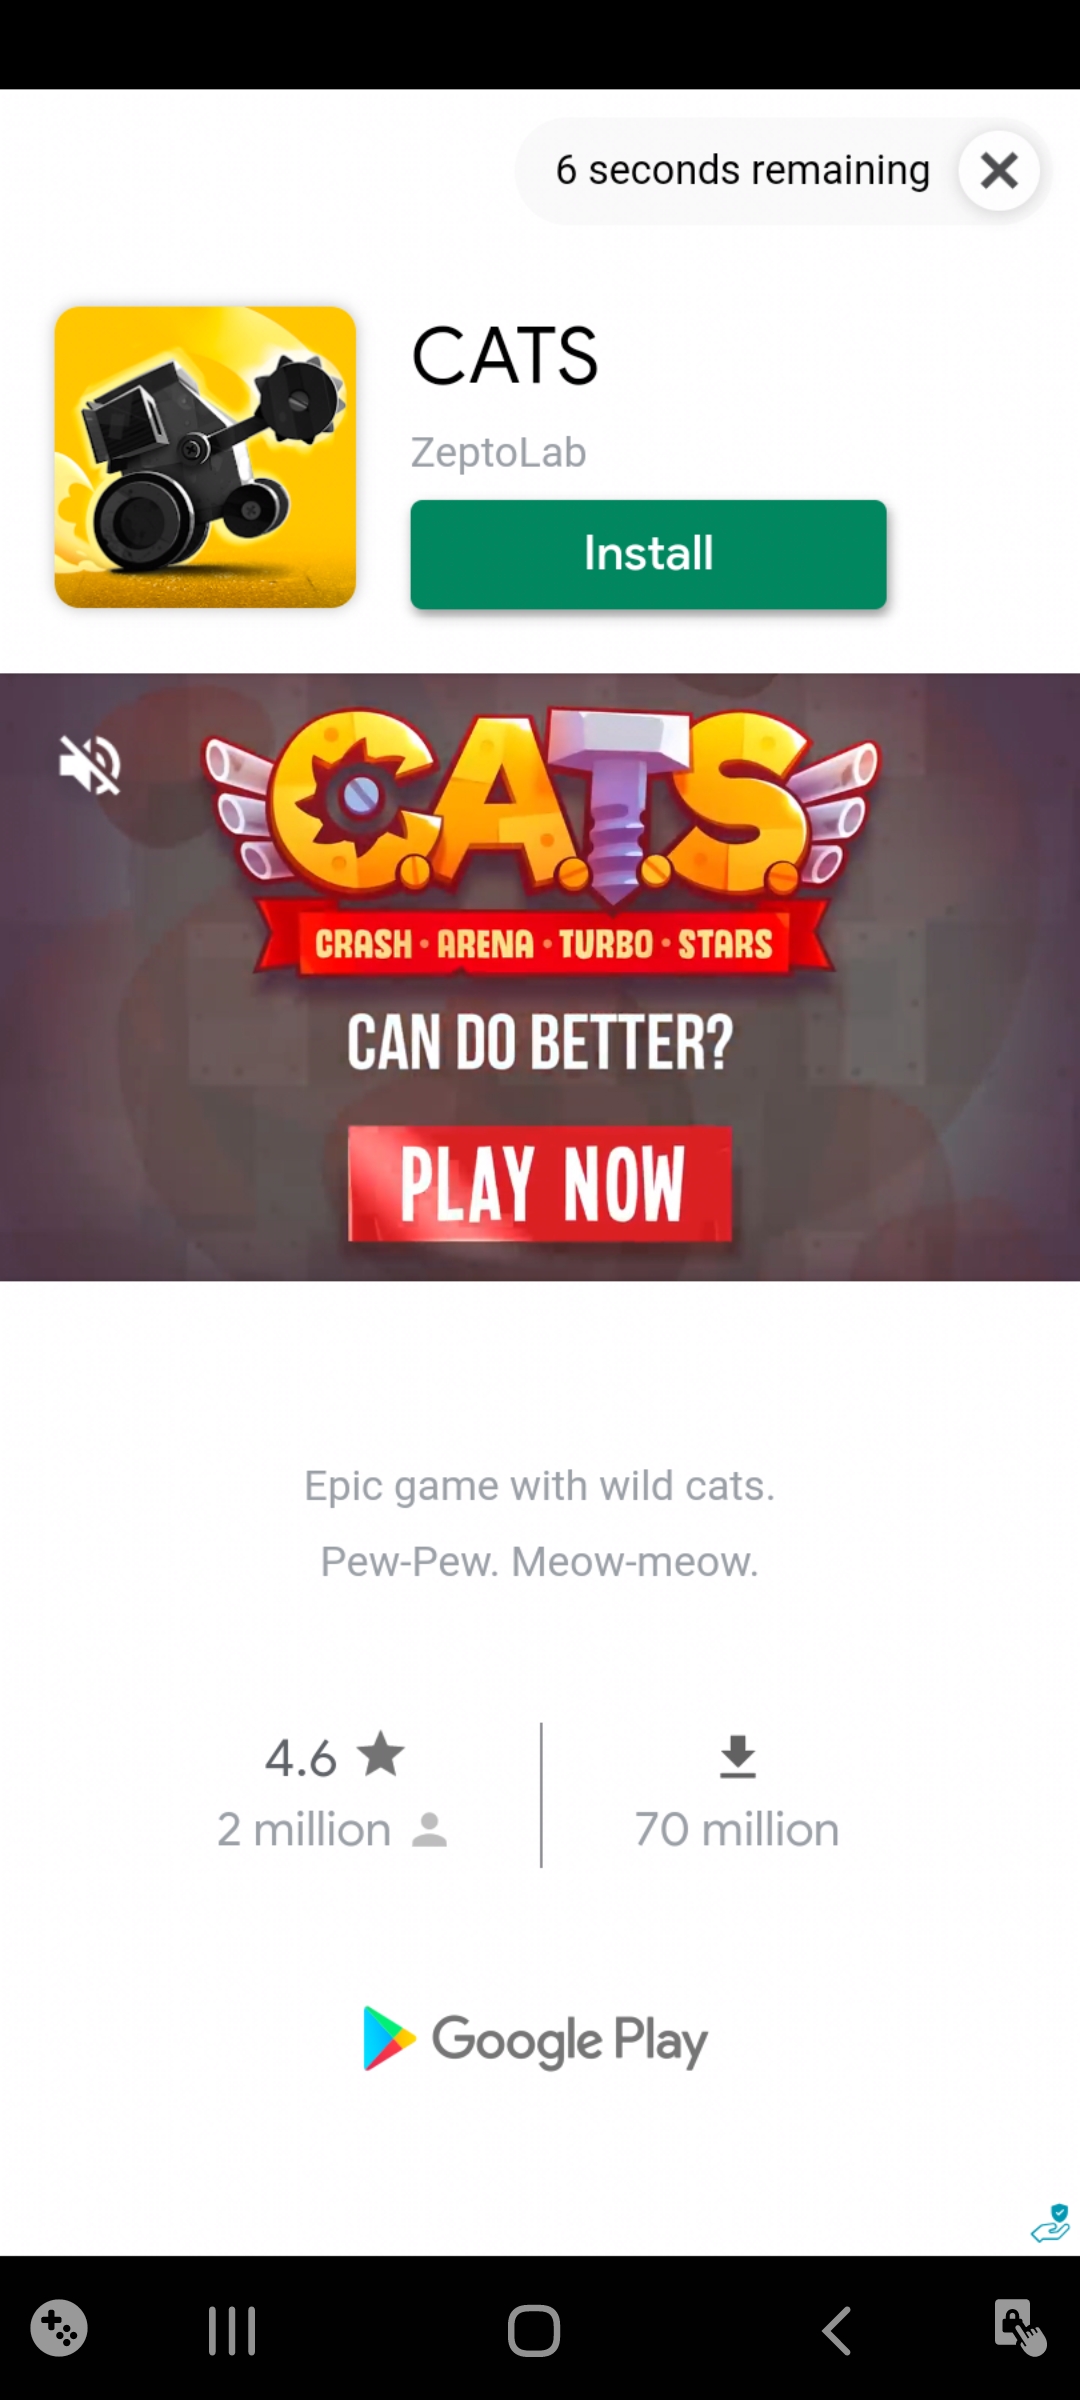 6 seconds remaining
CATS
ZeptoLab
Install
C.A.T.S.
CRASH · ARENA · TURBO · STARS
CAN DO BETTER?
PLAY NOW
Epic game with wild cats.
Pew-Pew. Meow-meow.
4.6 ★
2 million
70 million
Google Play